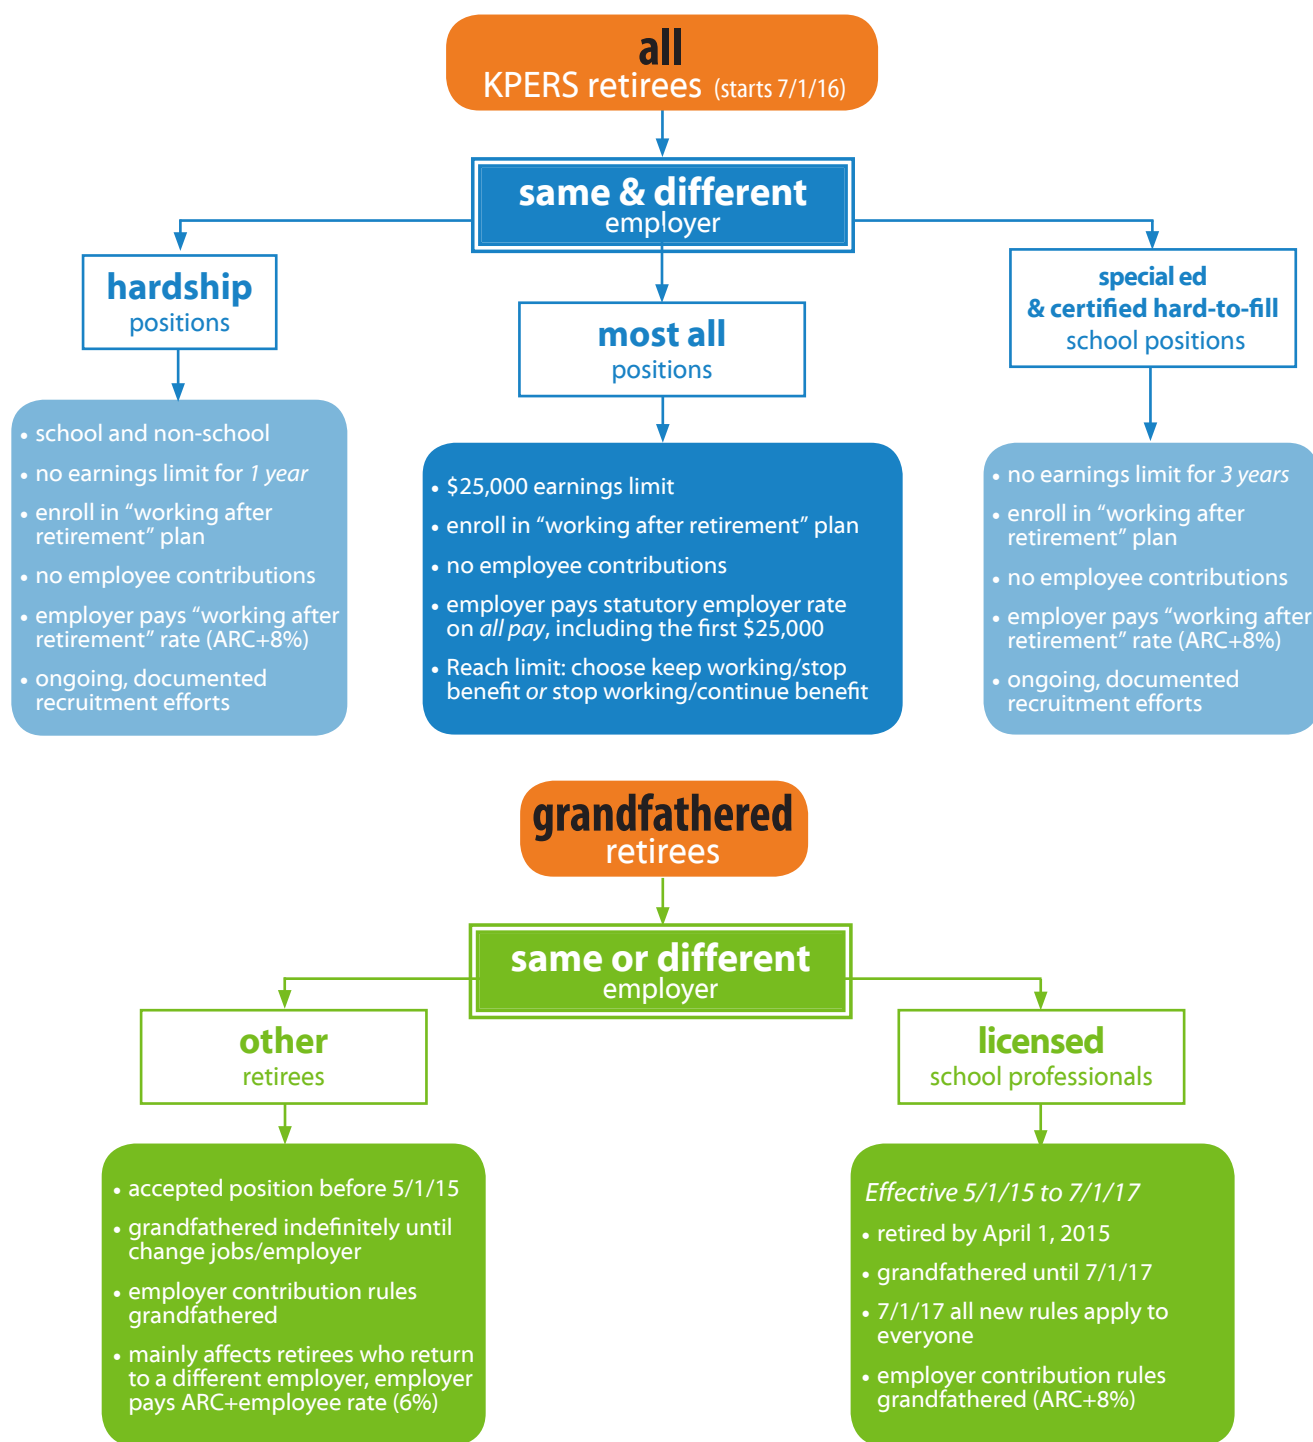 all
KPERS retirees (starts 7/1/16)
same & different
employer
hardship
positions
most all
positions
special ed
& certified hard-to-fill
school positions
• school and non-school
• no earnings limit for 1 year
• enroll in “working after
retirement” plan
• no employee contributions
• employer pays “working after
retirement” rate (ARC+8%)
• ongoing, documented
recruitment efforts
• $25,000 earnings limit
• enroll in “working after retirement” plan
• no employee contributions
• employer pays statutory employer rate
on all pay, including the first $25,000
• Reach limit: choose keep working/stop
benefit or stop working/continue benefit
• no earnings limit for 3 years
• enroll in “working after
retirement” plan
• no employee contributions
• employer pays “working after
retirement” rate (ARC+8%)
• ongoing, documented
recruitment efforts
grandfathered
retirees
same or different
employer
other
retirees
licensed
school professionals
• accepted position before 5/1/15
• grandfathered indefinitely until
change jobs/employer
• employer contribution rules
grandfathered
• mainly affects retirees who return
to a different employer, employer
pays ARC+employee rate (6%)
Effective 5/1/15 to 7/1/17
• retired by April 1, 2015
• grandfathered until 7/1/17
• 7/1/17 all new rules apply to
everyone
• employer contribution rules
grandfathered (ARC+8%)